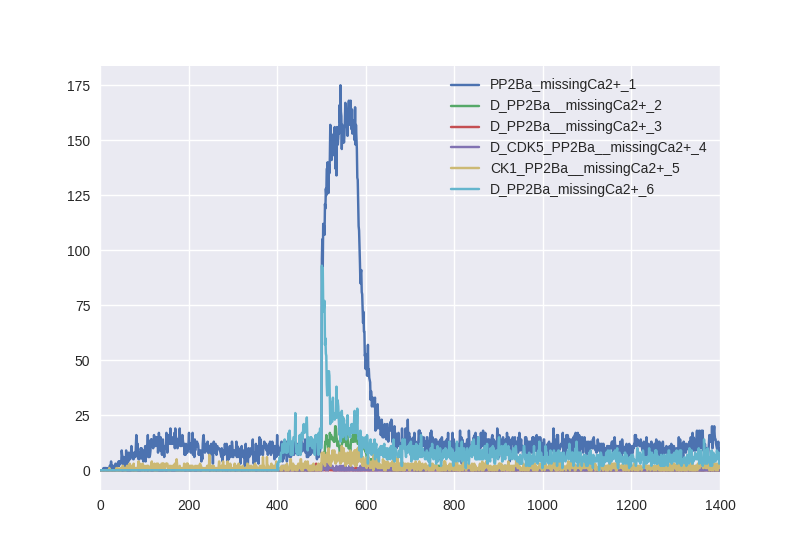 175
150
125
100
75
50
25
0
0 200 400 600 800 1000 1200 1400
PP2Ba_missingCa2+_1
D_PP2Ba__missingCa2+_2
D_PP2Ba__missingCa2+_3
D_CDK5_PP2Ba__missingCa2+_4
CK1_PP2Ba__missingCa2+_5
D_PP2Ba_missingCa2+_6